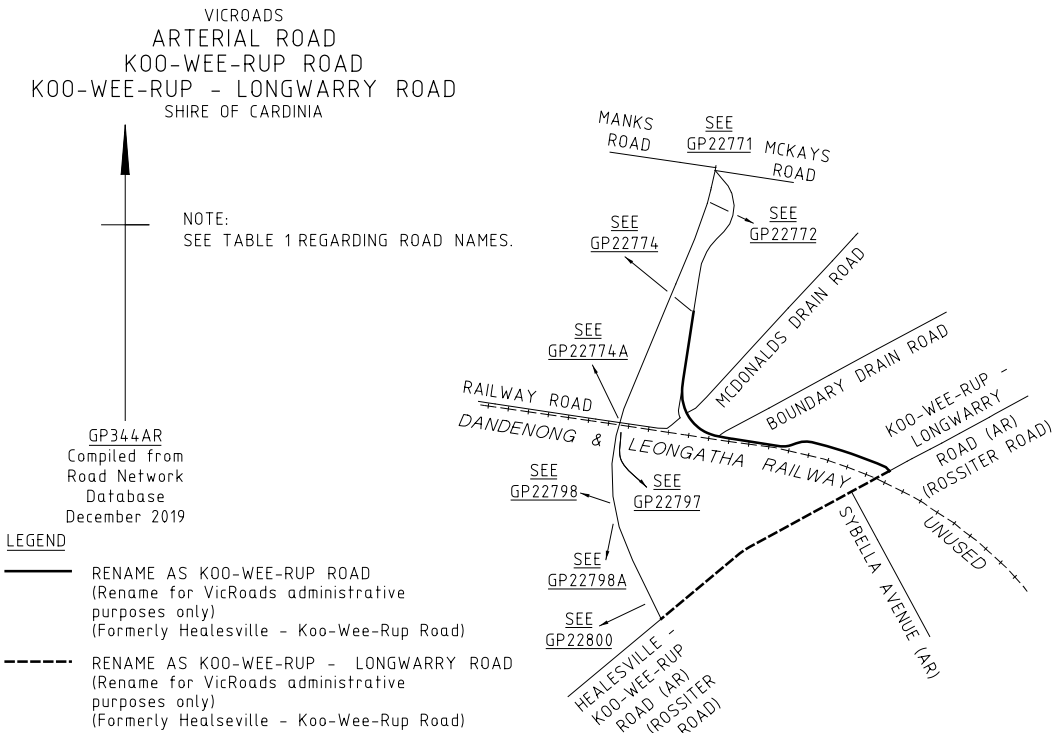 VICROADS
ARTERIAL ROAD
KOO-WEE-RUP ROAD
KOO-WEE-RUP - LONGWARRY ROAD
SHIRE OF CARDINIA
NOTE:
SEE TABLE 1 REGARDING ROAD NAMES.
GP344AR
Compiled from
Road Network
Database
December 2019
LEGEND
RENAME AS KOO-WEE-RUP ROAD
(Rename for VicRoads administrative
purposes only)
(Formerly Healesville - Koo-Wee-Rup Road)
RENAME AS KOO-WEE-RUP - LONGWARRY ROAD
(Rename for VicRoads administrative
purposes only)
(Formerly Healseville - Koo-Wee-Rup Road)
MANKS
ROAD
SEE
GP22771
MCKAYS
ROAD
SEE
GP22772
SEE
GP22774
MCDONALDS DRAIN ROAD
SEE
GP22774A
BOUNDARY DRAIN ROAD
RAILWAY ROAD
DANDENONG & LEONGATHA RAILWAY
KOO-WEE-RUP -
LONGWARRY
ROAD (AR)
(ROSSITER ROAD)
SEE
GP22798
SEE
GP22797
UNUSED
SYBELLA AVENUE (AR)
SEE
GP22798A
SEE
GP22800
HEALESVILLE -
KOO-WEE-RUP
ROAD (AR)
(ROSSITER
ROAD)